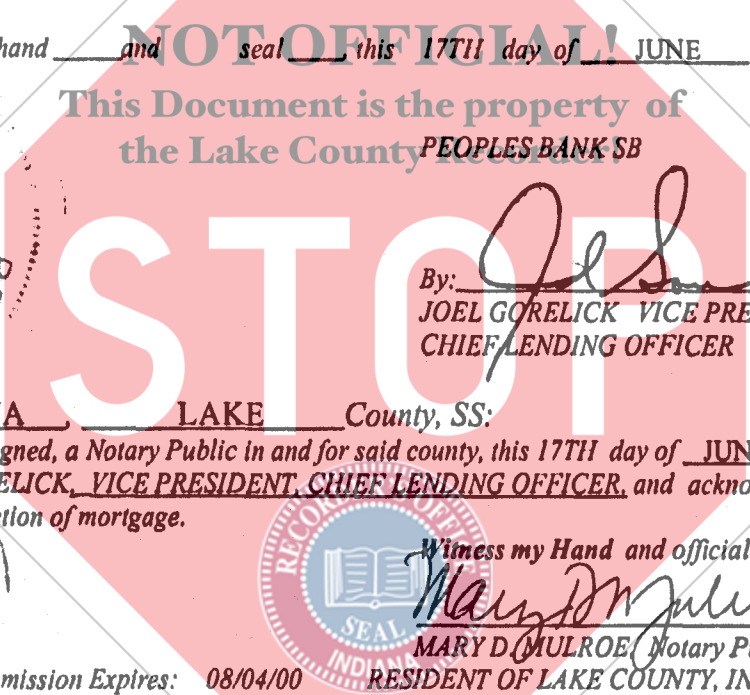 hand and seal this 17TH day of JUNE
NOT OFFICIAL!
This Document is the property of
the Lake County Recorder!
PEOPLES BANK SB
STOP
By:
JOEL GORELICK VICE PRE
CHIEF LENDING OFFICER
A, LAKE County, SS:
gned, a Notary Public in and for said county, this 17TH day of JUN
ELICK, VICE PRESIDENT, CHIEF LENDING OFFICER, and ackno
tion of mortgage.
Witness my Hand and official
MARY D. MULROE, Notary P
mission Expires: 08/04/00
RESIDENT OF LAKE COUNTY, IN
RECORDER'S OFFICE
SEAL
INDIANA